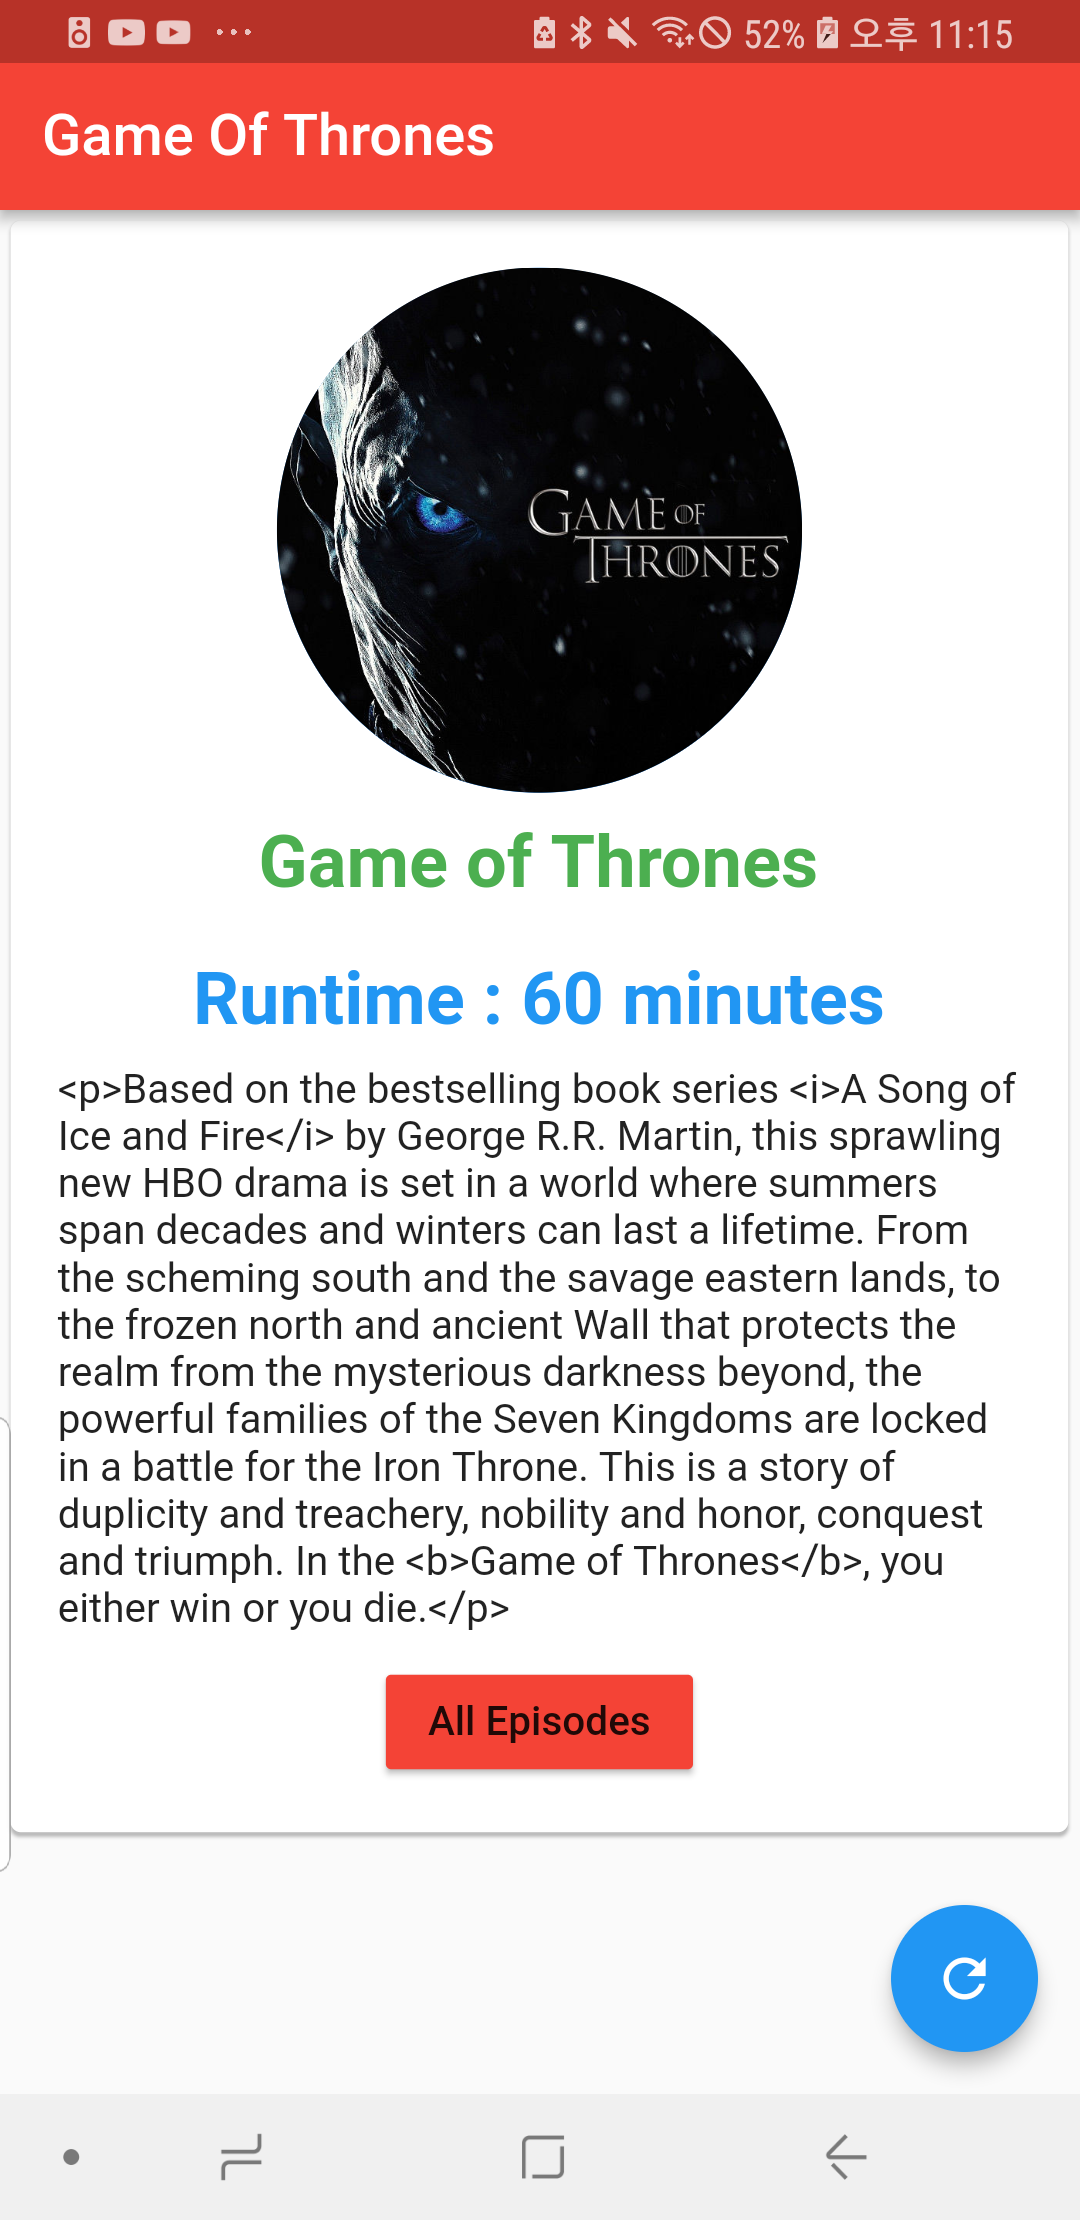 52% 오후 11:15
Game Of Thrones
GAME OF
THRONES
Game of Thrones
Runtime : 60 minutes
<p>Based on the bestselling book series <i>A Song of
Ice and Fire</i> by George R.R. Martin, this sprawling
new HBO drama is set in a world where summers
span decades and winters can last a lifetime. From
the scheming south and the savage eastern lands, to
the frozen north and ancient Wall that protects the
realm from the mysterious darkness beyond, the
powerful families of the Seven Kingdoms are locked
in a battle for the Iron Throne. This is a story of
duplicity and treachery, nobility and honor, conquest
and triumph. In the <b>Game of Thrones</b>, you
either win or you die.</p>
All Episodes